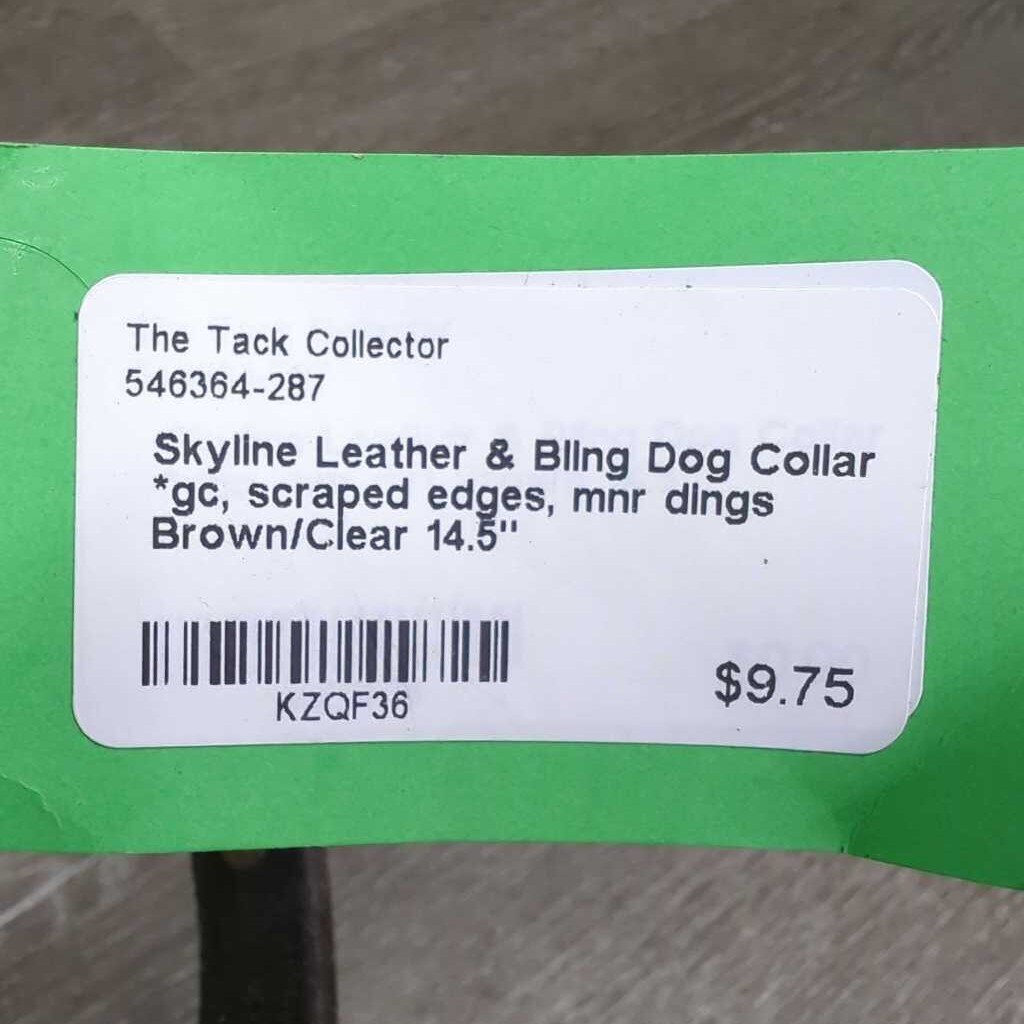 The Tack Collector
546364-287
Skyline Leather & Bling Dog Collar
*gc, scraped edges, mnr dings
Brown/Clear 14.5"
KZQF36
$9.75